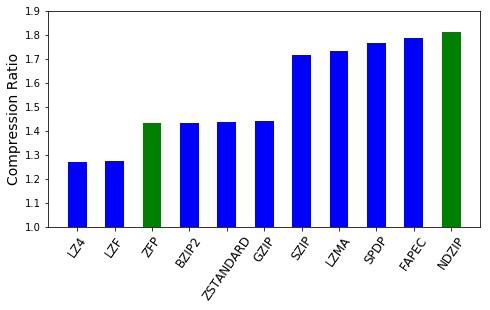 1.9
1.8
1.7
1.6
1.5
1.4
1.3
1.2
1.1
1.0
Compression Ratio
LZ4
LZF
ZFP
BZIP2
ZSTANDARD
GZIP
SZIP
LZMA
SPDP
FAPEC
NDZIP